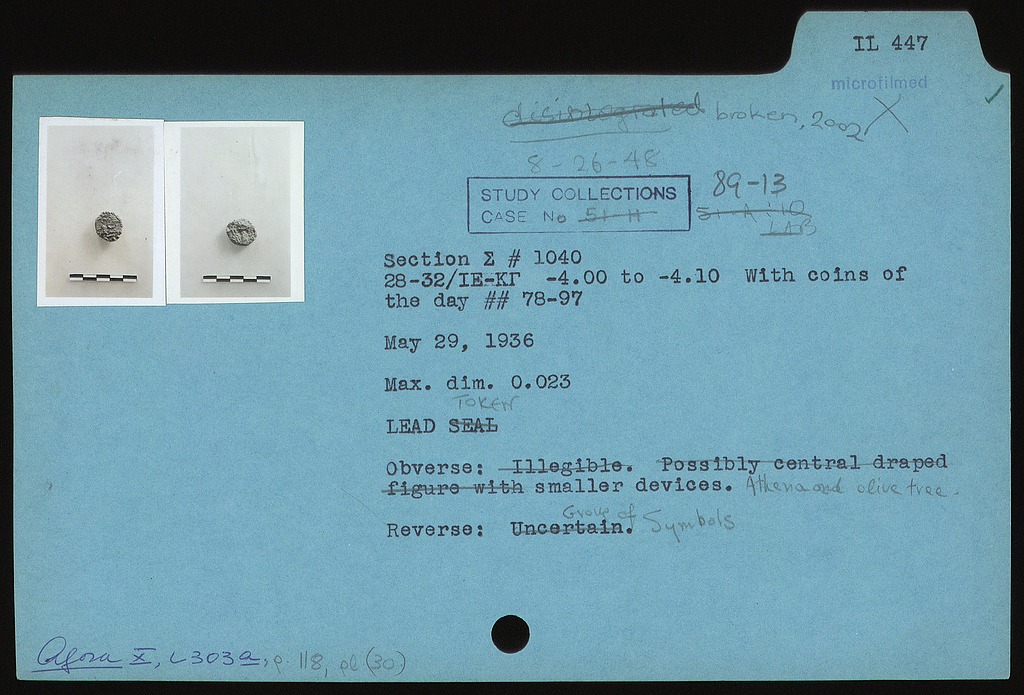 IL 447
microfilmed
disintegrated broken, 2002
8-26-48
STUDY COLLECTIONS 89-13
CASE No 51-H
LAB
Section Σ # 1040
28-32/ΙΕ-ΚΓ -4.00 to -4.10 With coins of
the day ## 78-97
May 29, 1936
Max. dim. 0.023
TOKEN
LEAD SEAL
Obverse: Illegible. Possibly central draped
figure with smaller devices. Athena and olive tree.
Group of Symbols
Reverse: Uncertain.
Agora X, L303a, p. 118, pl (30)